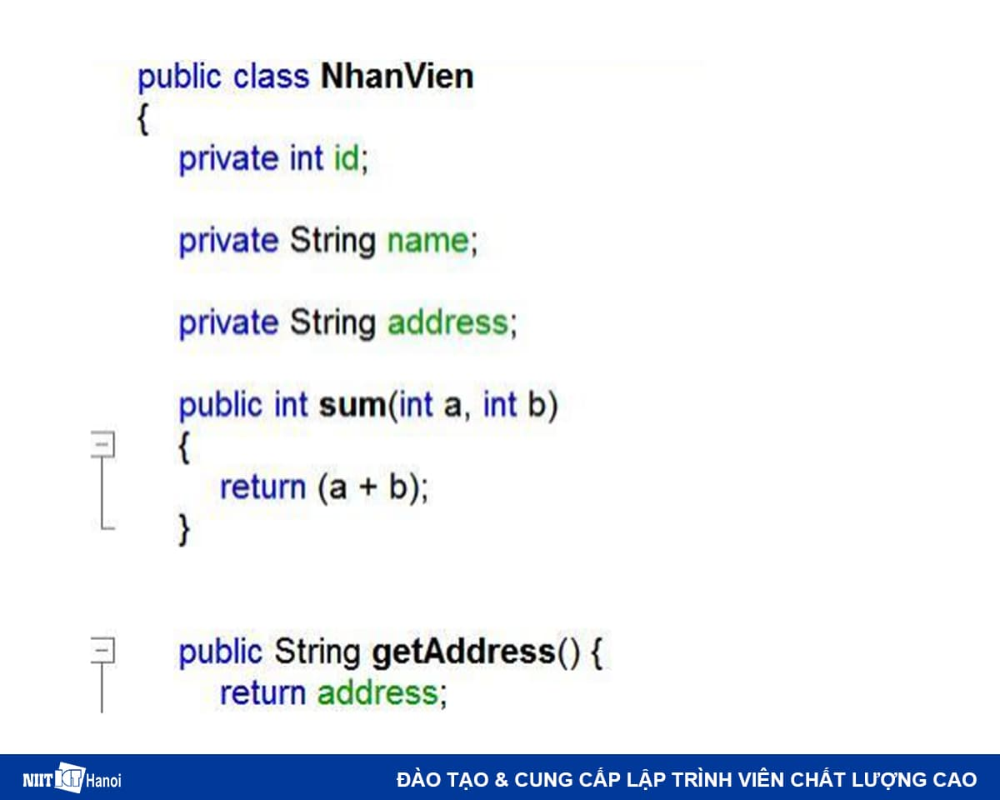 public class NhanVien
{
private int id;
private String name;
private String address;
public int sum(int a, int b)
{
return (a + b);
}
public String getAddress() {
return address;
NIIT ICT Hanoi
ĐÀO TẠO & CUNG CẤP LẬP TRÌNH VIÊN CHẤT LƯỢNG CAO